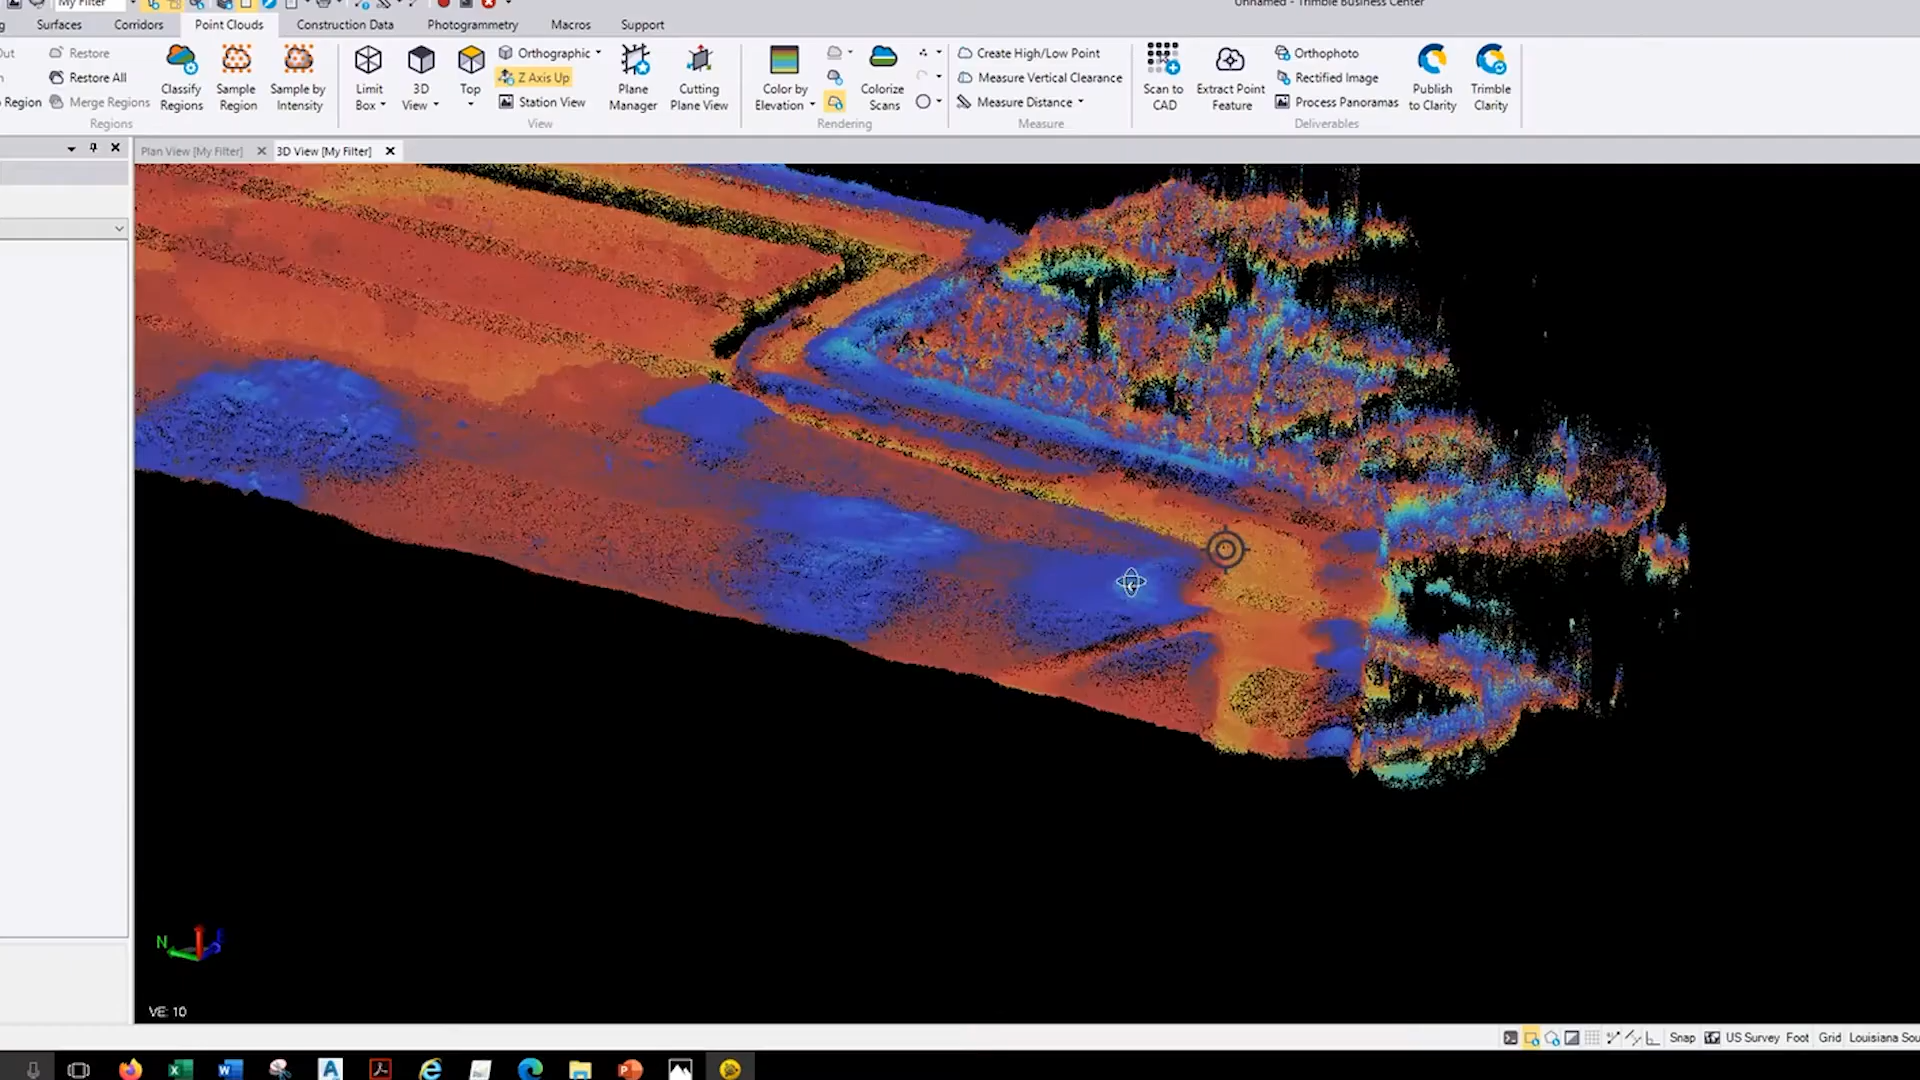 My Filter
Unnamed - Trimble Business Center
Surfaces
Corridors
Point Clouds
Construction Data
Photogrammetry
Macros
Support
Restore
Restore All
Region
Merge Regions
Classify Regions
Sample Region
Sample by Intensity
Regions
Limit Box
3D View
Top
Orthographic
Z Axis Up
Station View
Plane Manager
Cutting Plane View
View
Color by Elevation
Colorize Scans
Rendering
Create High/Low Point
Measure Vertical Clearance
Measure Distance
Measure
Scan to CAD
Extract Point Feature
Orthophoto
Rectified Image
Process Panoramas
Publish to Clarity
Trimble Clarity
Deliverables
Plan View [My Filter]
3D View [My Filter]
N
VE: 10
Snap
US Survey Foot
Grid
Louisiana Sou